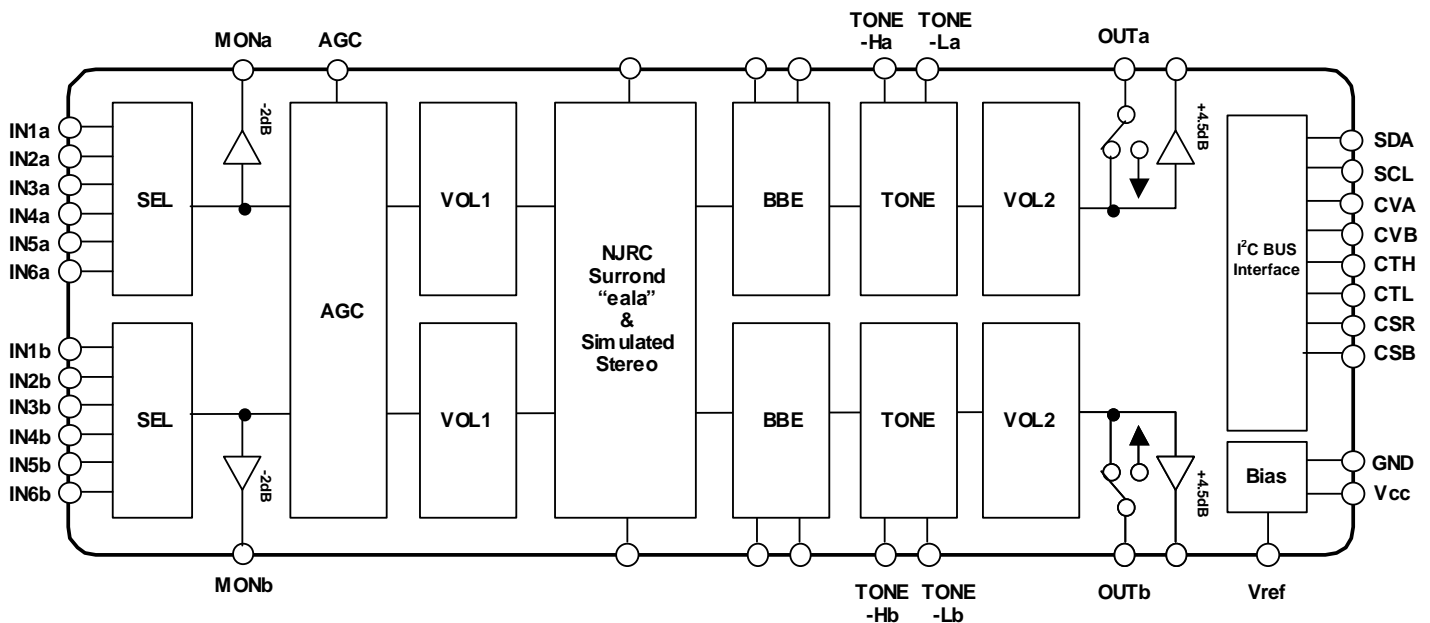 TONE TONE
MONa AGC -Ha -La OUTa
-2dB
+4.5dB
IN1a
IN2a
IN3a
IN4a
IN5a
IN6a
SEL
VOL1
BBE
TONE
VOL2
AGC
NJRC
Surrond
“eala”
&
Simulated
Stereo
I²C BUS
Interface
SDA
SCL
CVA
CVB
CTH
CTL
CSR
CSB
IN1b
IN2b
IN3b
IN4b
IN5b
IN6b
SEL
VOL1
BBE
TONE
VOL2
-2dB
+4.5dB
Bias
GND
Vcc
MONb
TONE TONE
-Hb -Lb
OUTb
Vref